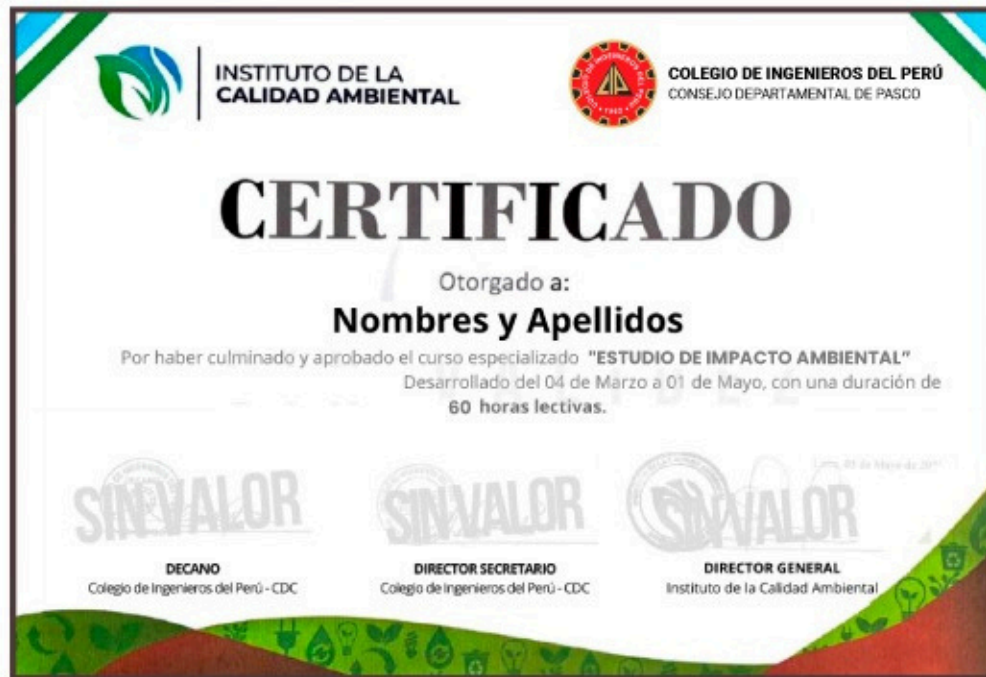 INSTITUTO DE LA
CALIDAD AMBIENTAL
COLEGIO DE INGENIEROS DEL PERÚ
CONSEJO DEPARTAMENTAL DE PASCO
CERTIFICADO
Otorgado a:
Nombres y Apellidos
Por haber culminado y aprobado el curso especializado "ESTUDIO DE IMPACTO AMBIENTAL"
Desarrollado del 04 de Marzo a 01 de Mayo, con una duración de
60 horas lectivas.
SIN VALOR
SIN VALOR
SIN VALOR
DECANO
Colegio de Ingenieros del Perú - CDC
DIRECTOR SECRETARIO
Colegio de Ingenieros del Perú - CDC
DIRECTOR GENERAL
Instituto de la Calidad Ambiental